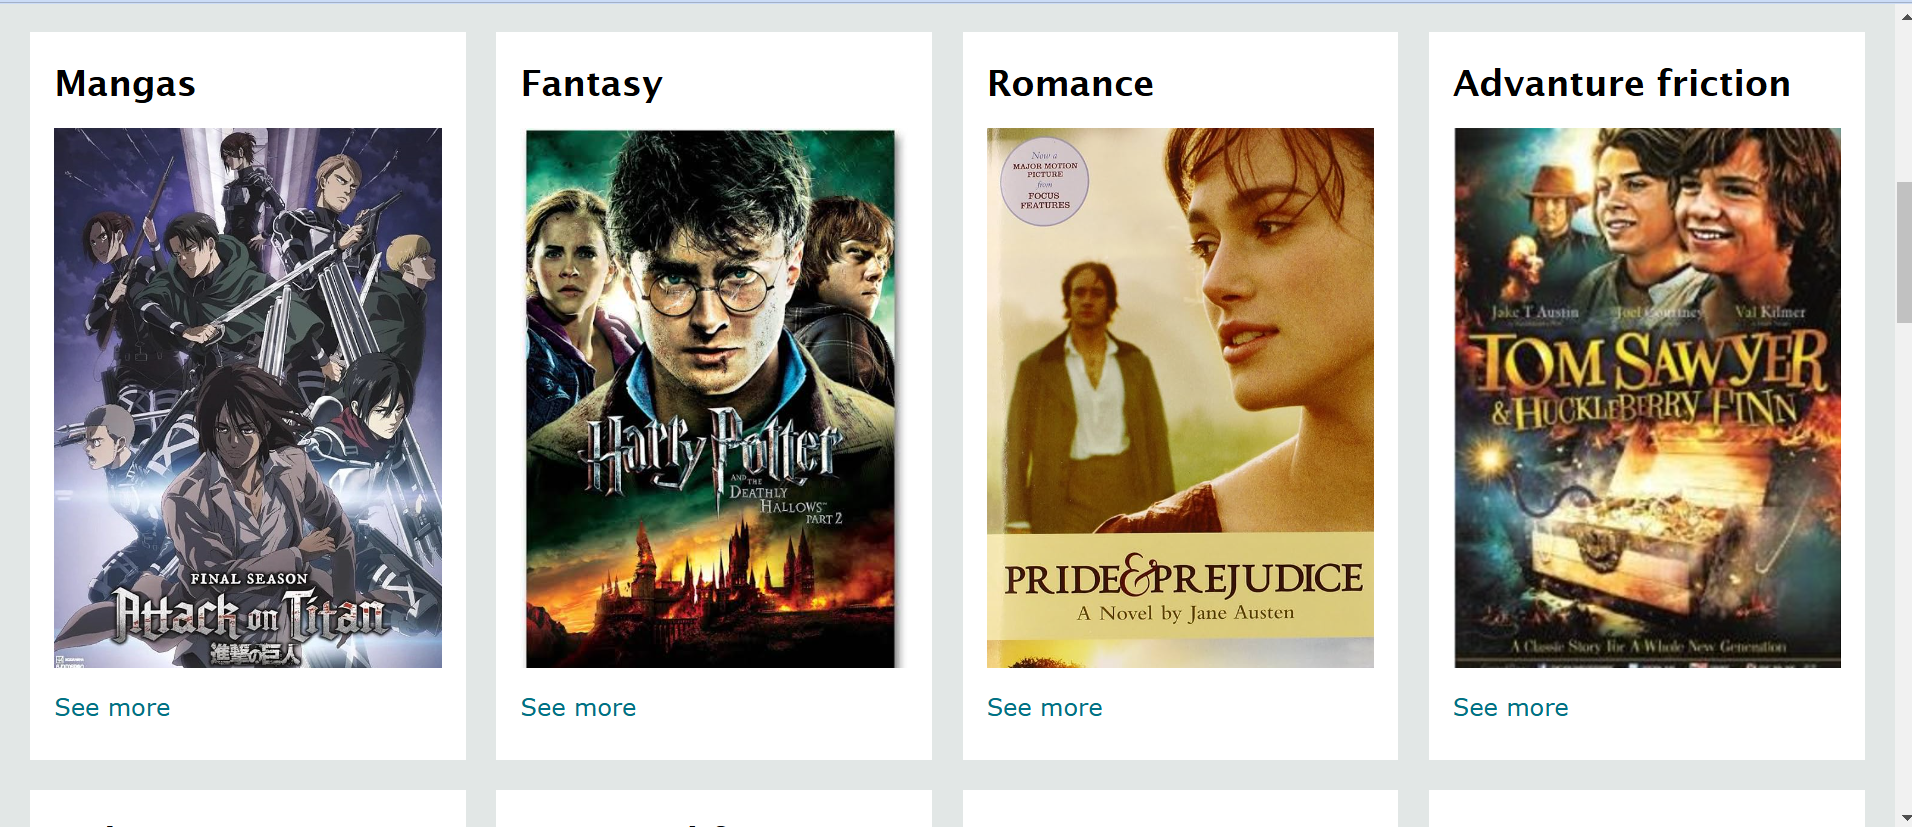 Mangas
FINAL SEASON
Attack on Titan
進撃の巨人
See more
Fantasy
Harry Potter
AND THE
DEATHLY
HALLOWS
PART 2
See more
Romance
New a
MAJOR MOTION
PICTURE
from
FOCUS
FEATURES
PRIDE & PREJUDICE
A Novel by Jane Austen
See more
Advanture friction
Jake T Austin Joel Courtney Val Kilmer
TOM SAWYER
& HUCKLEBERRY FINN
A Classic Story For A Whole New Generation
See more